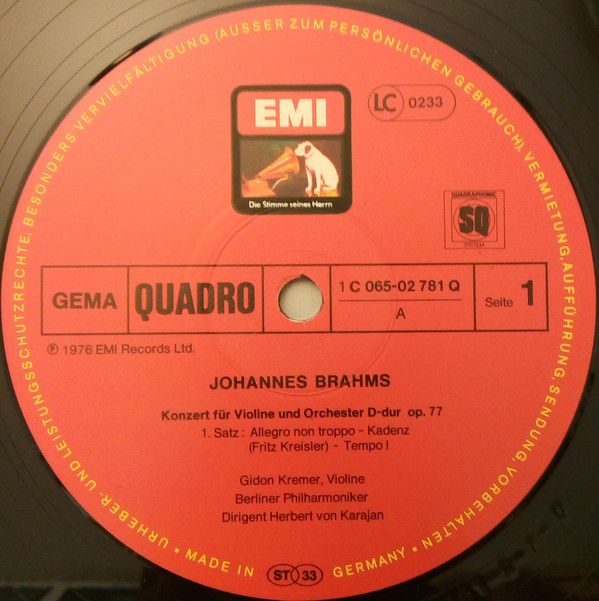 URHEBER- UND LEISTUNGSSCHUTZRECHTE, BESONDERS VERVIELFÄLTIGUNG (AUSSER ZUM PERSÖNLICHEN GEBRAUCH), VERMIETUNG, AUFFÜHRUNG, SENDUNG, VORBEHALTEN • MADE IN GERMANY •
EMI
Die Stimme seines Herrn
LC 0233
QUADRAPHONIC
SQ
SYSTEM
GEMA QUADRO 1 C 065-02 781 Q
A
Seite 1
℗ 1976 EMI Records Ltd.
JOHANNES BRAHMS
Konzert für Violine und Orchester D-dur op. 77
1. Satz : Allegro non troppo - Kadenz
(Fritz Kreisler) - Tempo I
Gidon Kremer, Violine
Berliner Philharmoniker
Dirigent Herbert von Karajan
ST 33